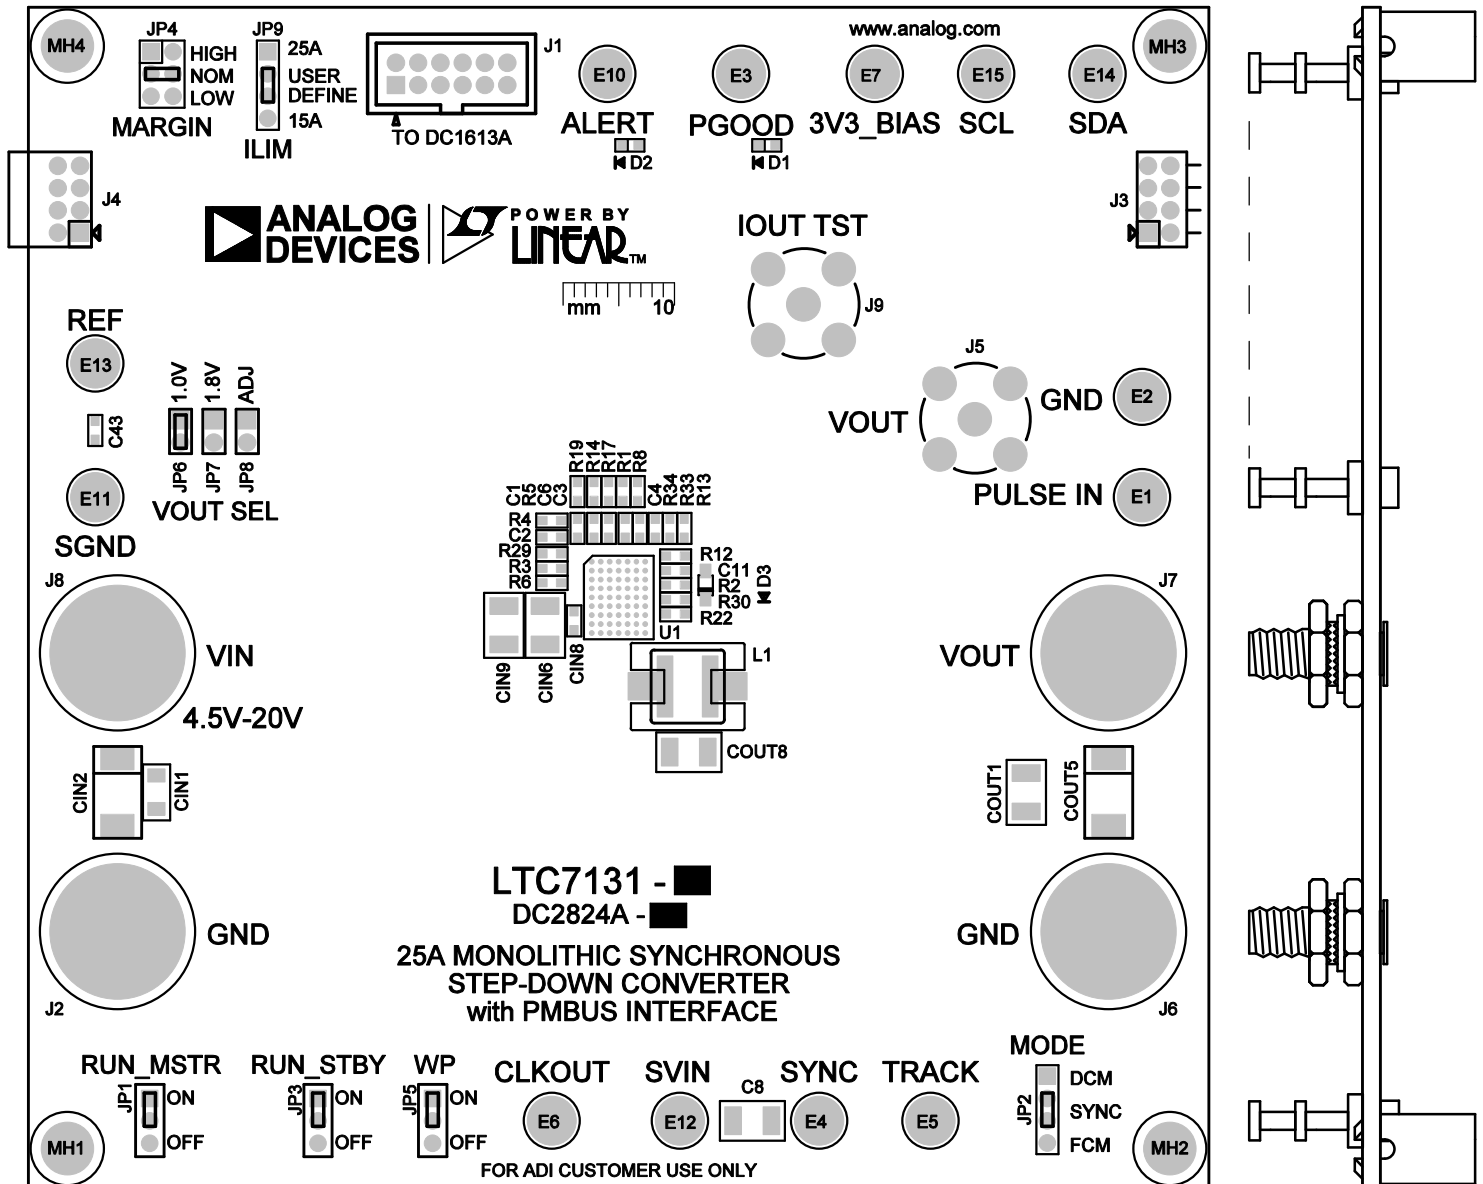 www.analog.com
MH4
JP4
HIGH
NOM
LOW
MARGIN
JP9
25A
USER
DEFINE
15A
ILIM
J1
TO DC1613A
E10
ALERT
D2
E3
PGOOD
D1
E7
3V3_BIAS
E15
SCL
E14
SDA
MH3
J4
J3
ANALOG
DEVICES
POWER BY
LINEAR
TM
mm 10
IOUT TST
J9
REF
E13
C43
E11
SGND
1.0V
1.8V
ADJ
JP6
JP7
JP8
VOUT SEL
J5
VOUT
GND
E2
PULSE IN
E1
R19
R14
R17
R1
R8
C1
R5
C6
C3
C4
R34
R33
R13
R4
C2
R29
R3
R6
R12
C11
R2
R30
R22
D3
U1
CIN9
CIN6
CIN8
L1
COUT8
J8
VIN
4.5V-20V
J7
VOUT
CIN2
CIN1
COUT1
COUT5
GND
J2
GND
J6
LTC7131 -
DC2824A -
25A MONOLITHIC SYNCHRONOUS
STEP-DOWN CONVERTER
with PMBUS INTERFACE
RUN_MSTR
JP1
ON
OFF
RUN_STBY
JP3
ON
OFF
WP
JP5
ON
OFF
CLKOUT
E6
SVIN
E12
C8
SYNC
E4
TRACK
E5
MODE
JP2
DCM
SYNC
FCM
MH1
MH2
FOR ADI CUSTOMER USE ONLY